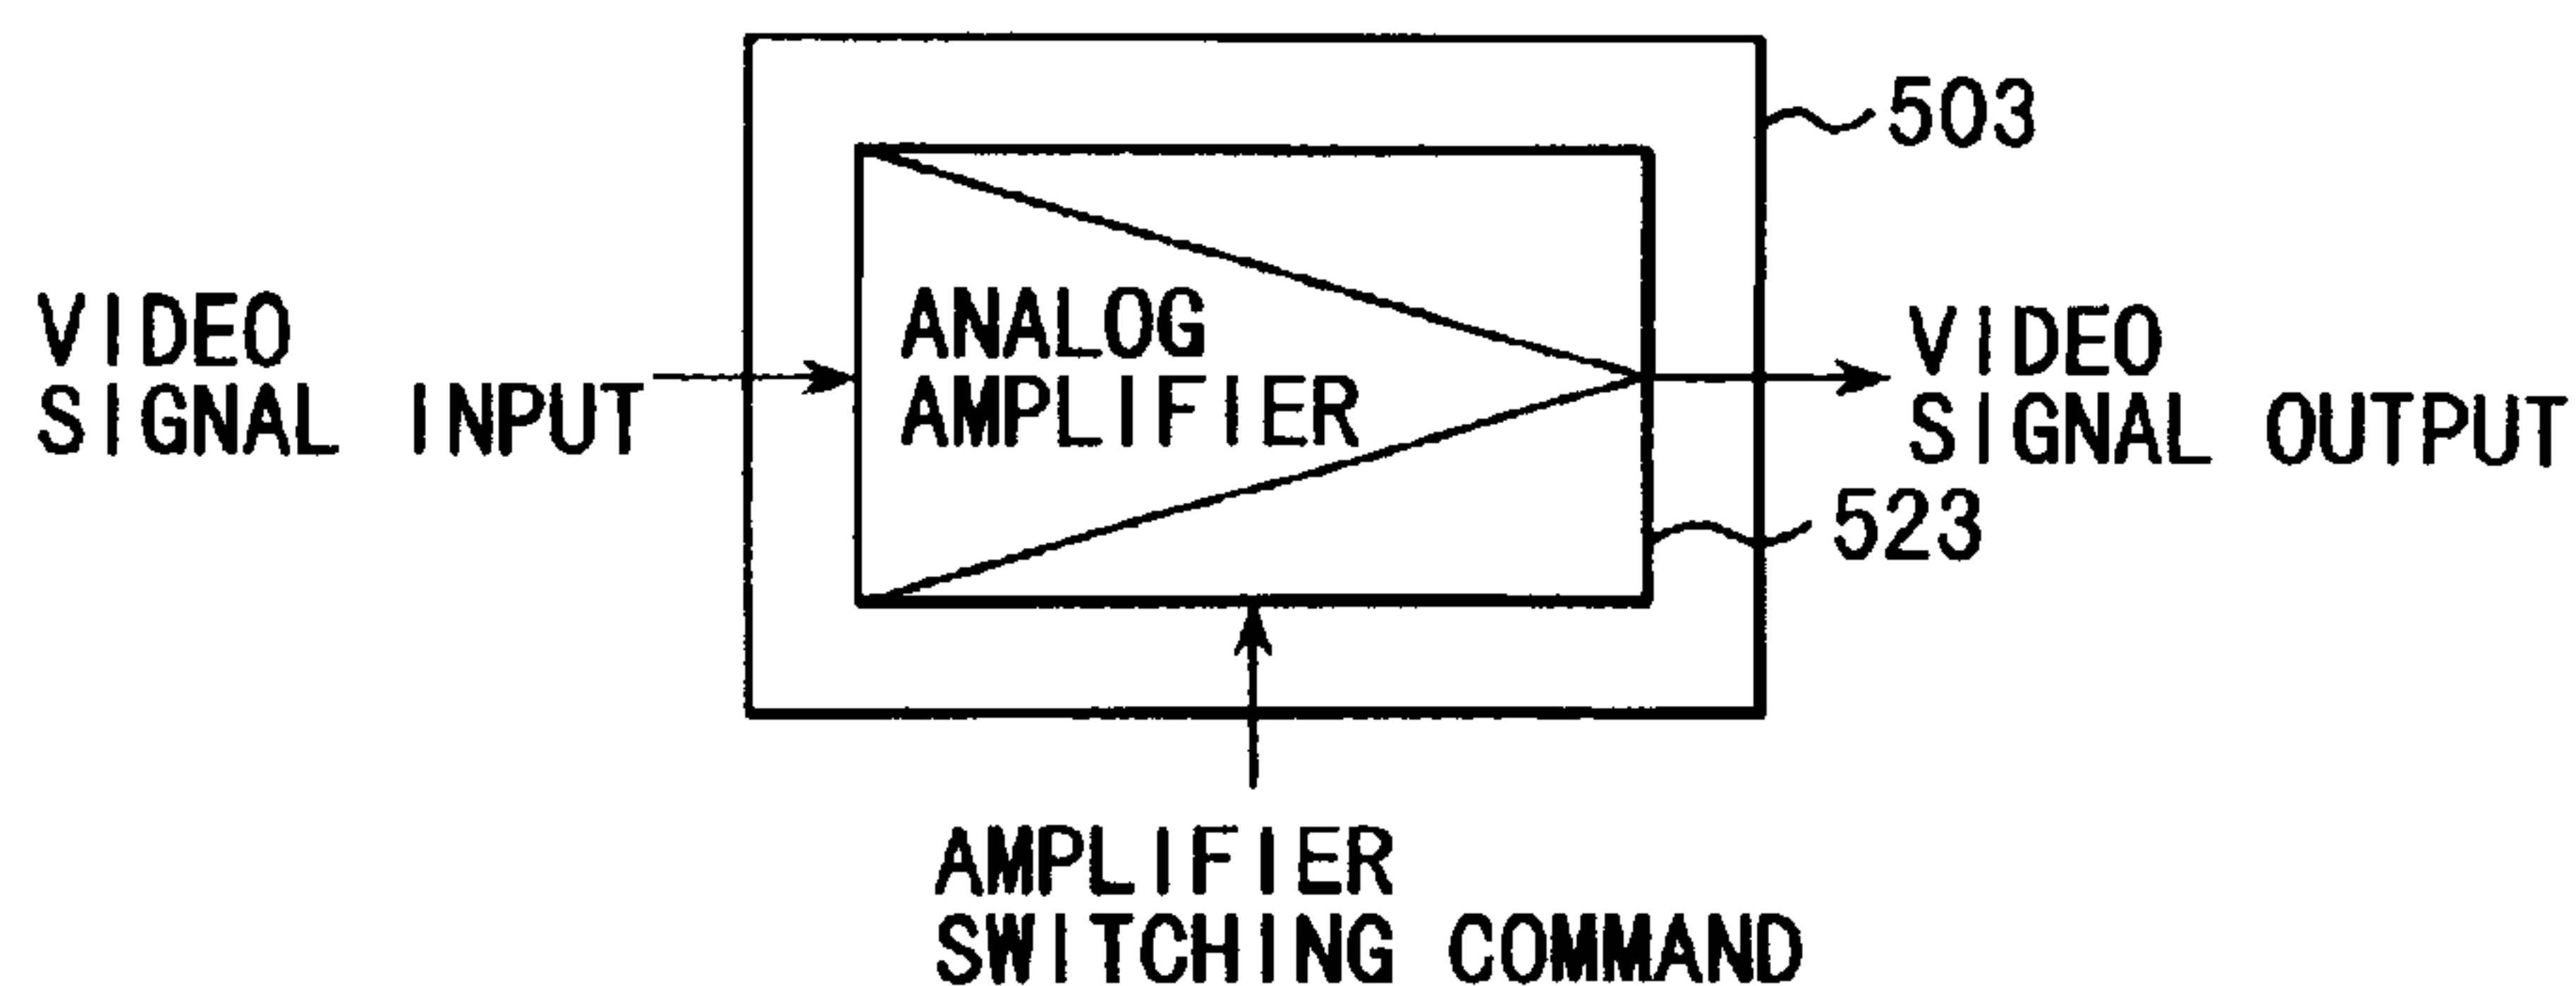 503
VIDEO
SIGNAL INPUT
ANALOG
AMPLIFIER
VIDEO
SIGNAL OUTPUT
523
AMPLIFIER
SWITCHING COMMAND